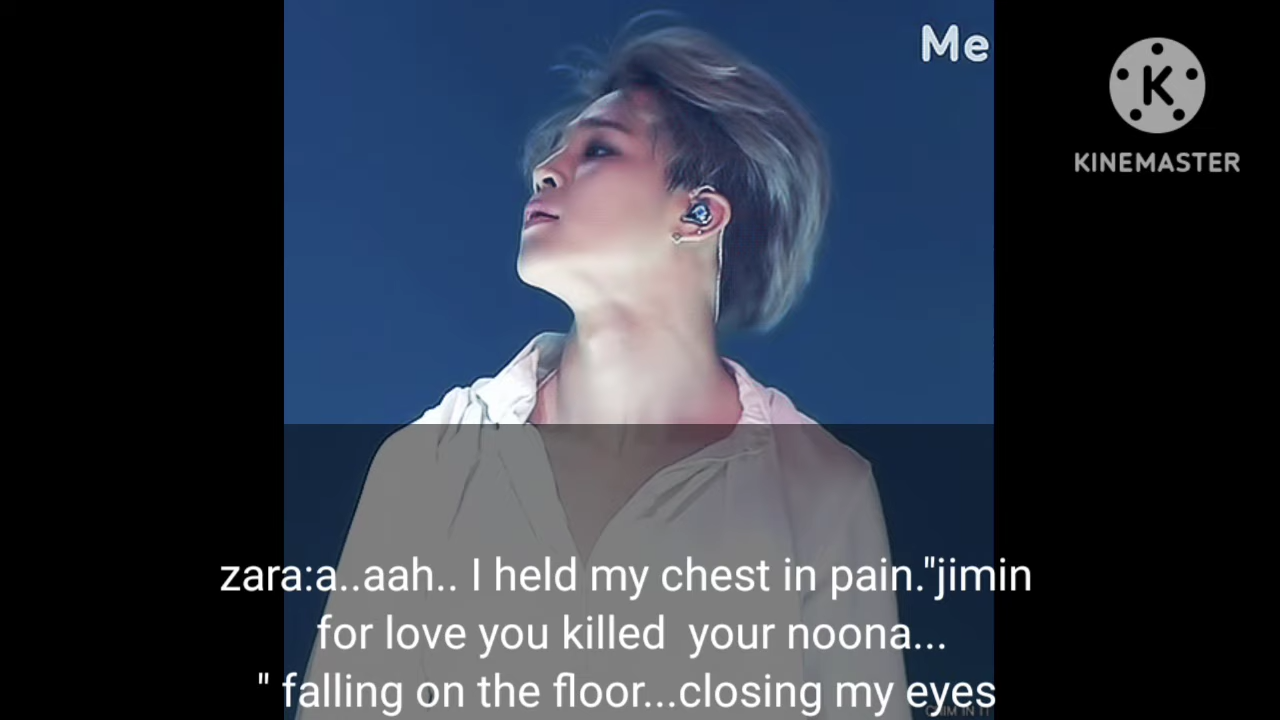 Me
KINEMASTER
zara:a..aah.. I held my chest in pain."jimin
for love you killed  your noona...
" falling on the floor...closing my eyes